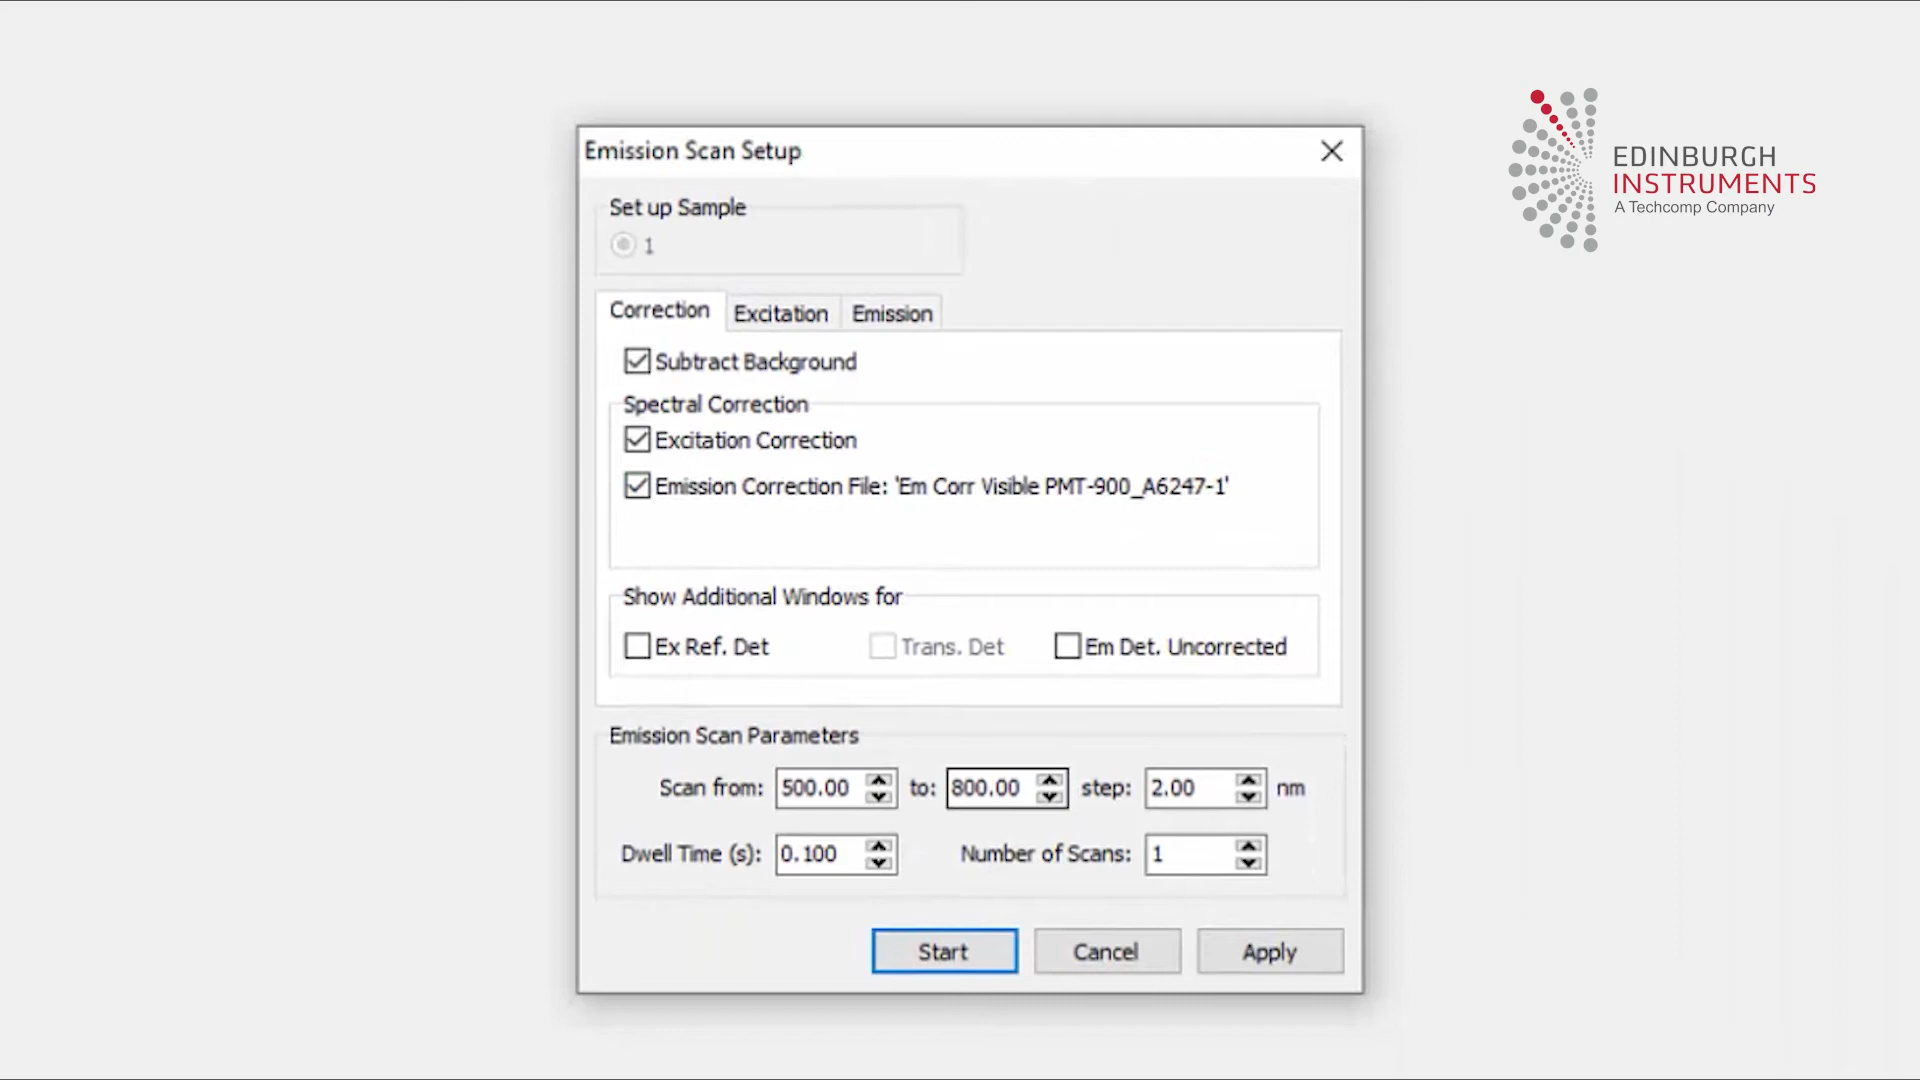 Emission Scan Setup
EDINBURGH
INSTRUMENTS
A Techcomp Company
Set up Sample
1
Correction Excitation Emission
Subtract Background
Spectral Correction
Excitation Correction
Emission Correction File: 'Em Corr Visible PMT-900_A6247-1'
Show Additional Windows for
Ex Ref. Det Trans. Det Em Det. Uncorrected
Emission Scan Parameters
Scan from: 500.00 to: 800.00 step: 2.00 nm
Dwell Time (s): 0.100 Number of Scans: 1
Start Cancel Apply